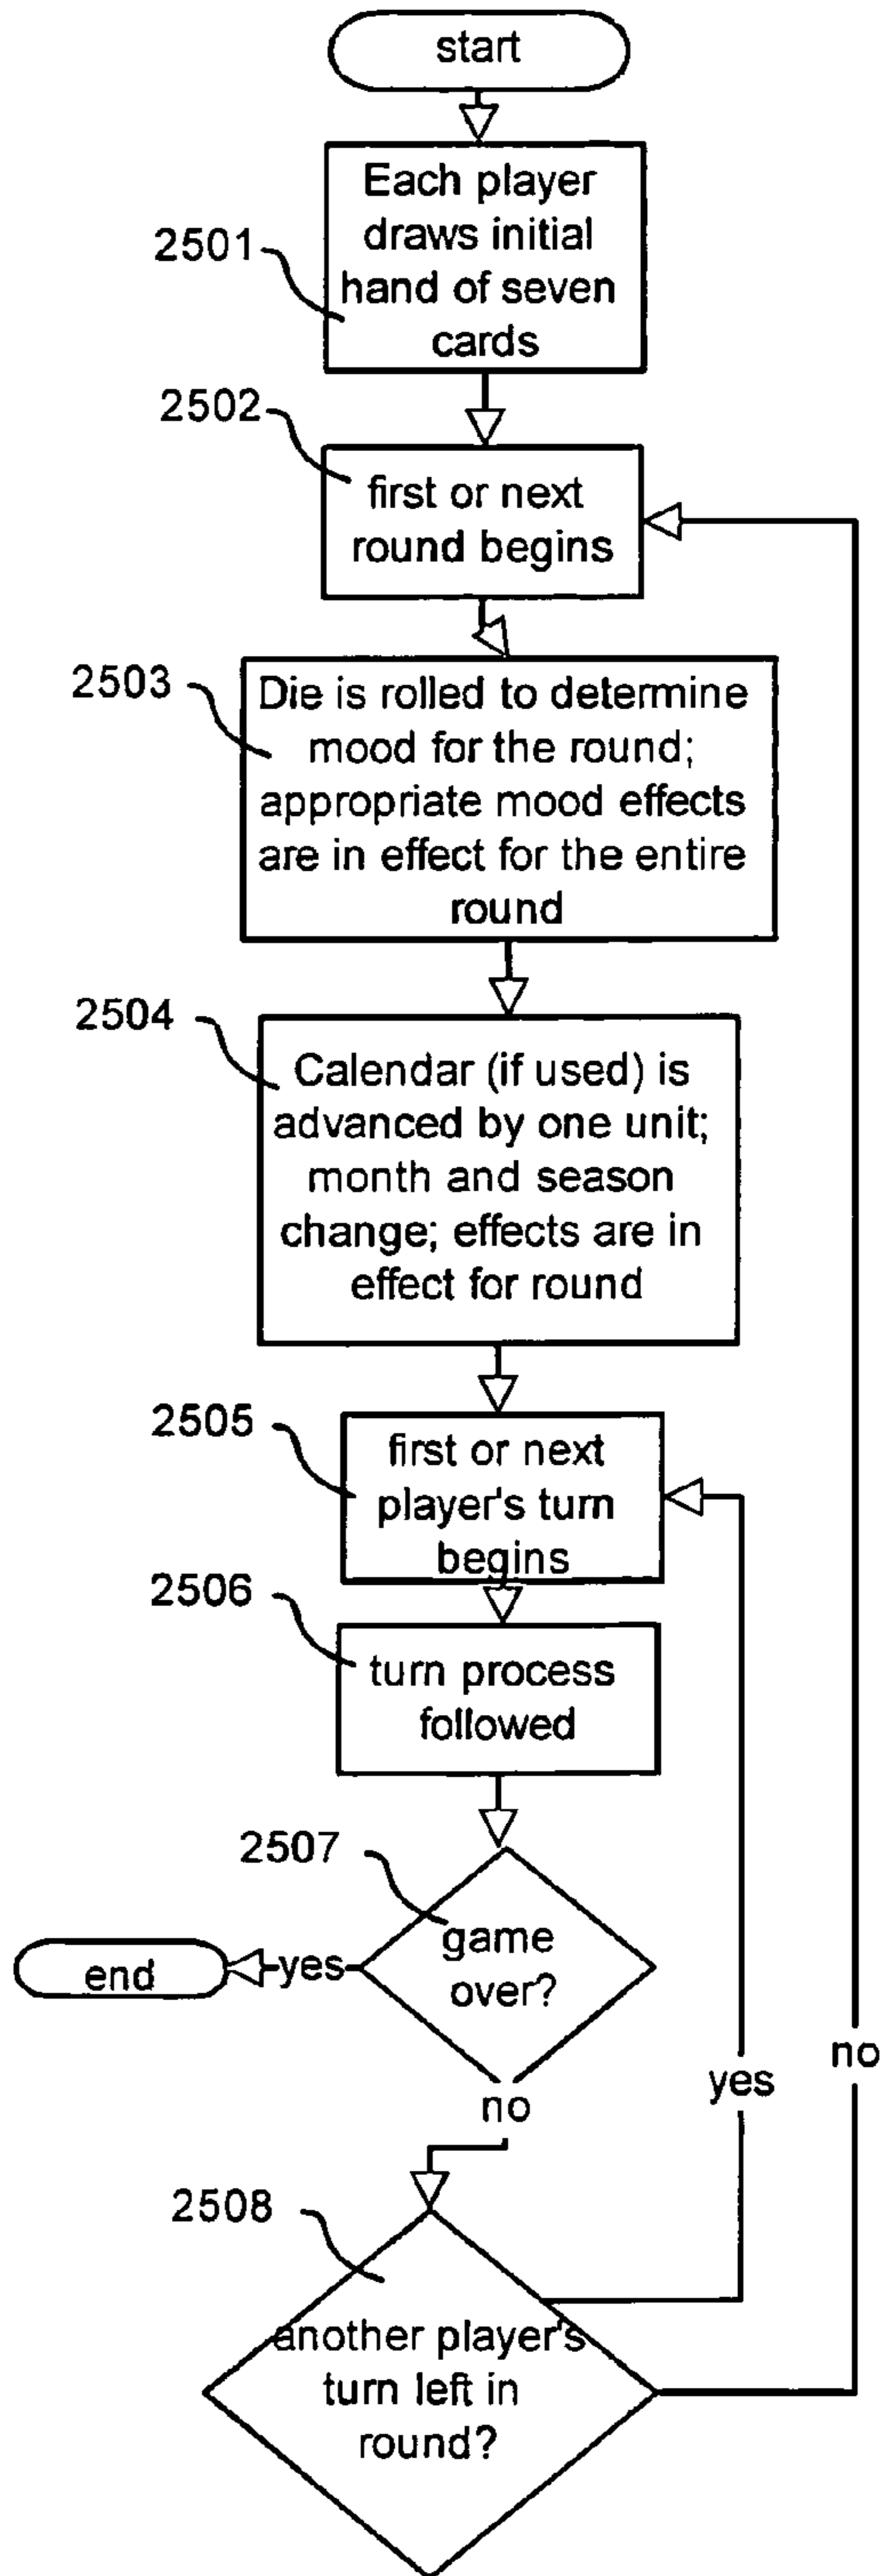 start
2501
Each player
draws initial
hand of seven
cards
2502
first or next
round begins
2503
Die is rolled to determine
mood for the round;
appropriate mood effects
are in effect for the entire
round
2504
Calendar (if used) is
advanced by one unit;
month and season
change; effects are in
effect for round
2505
first or next
player's turn
begins
2506
turn process
followed
2507
game
over?
yes
end
no
yes
no
2508
another player's
turn left in
round?